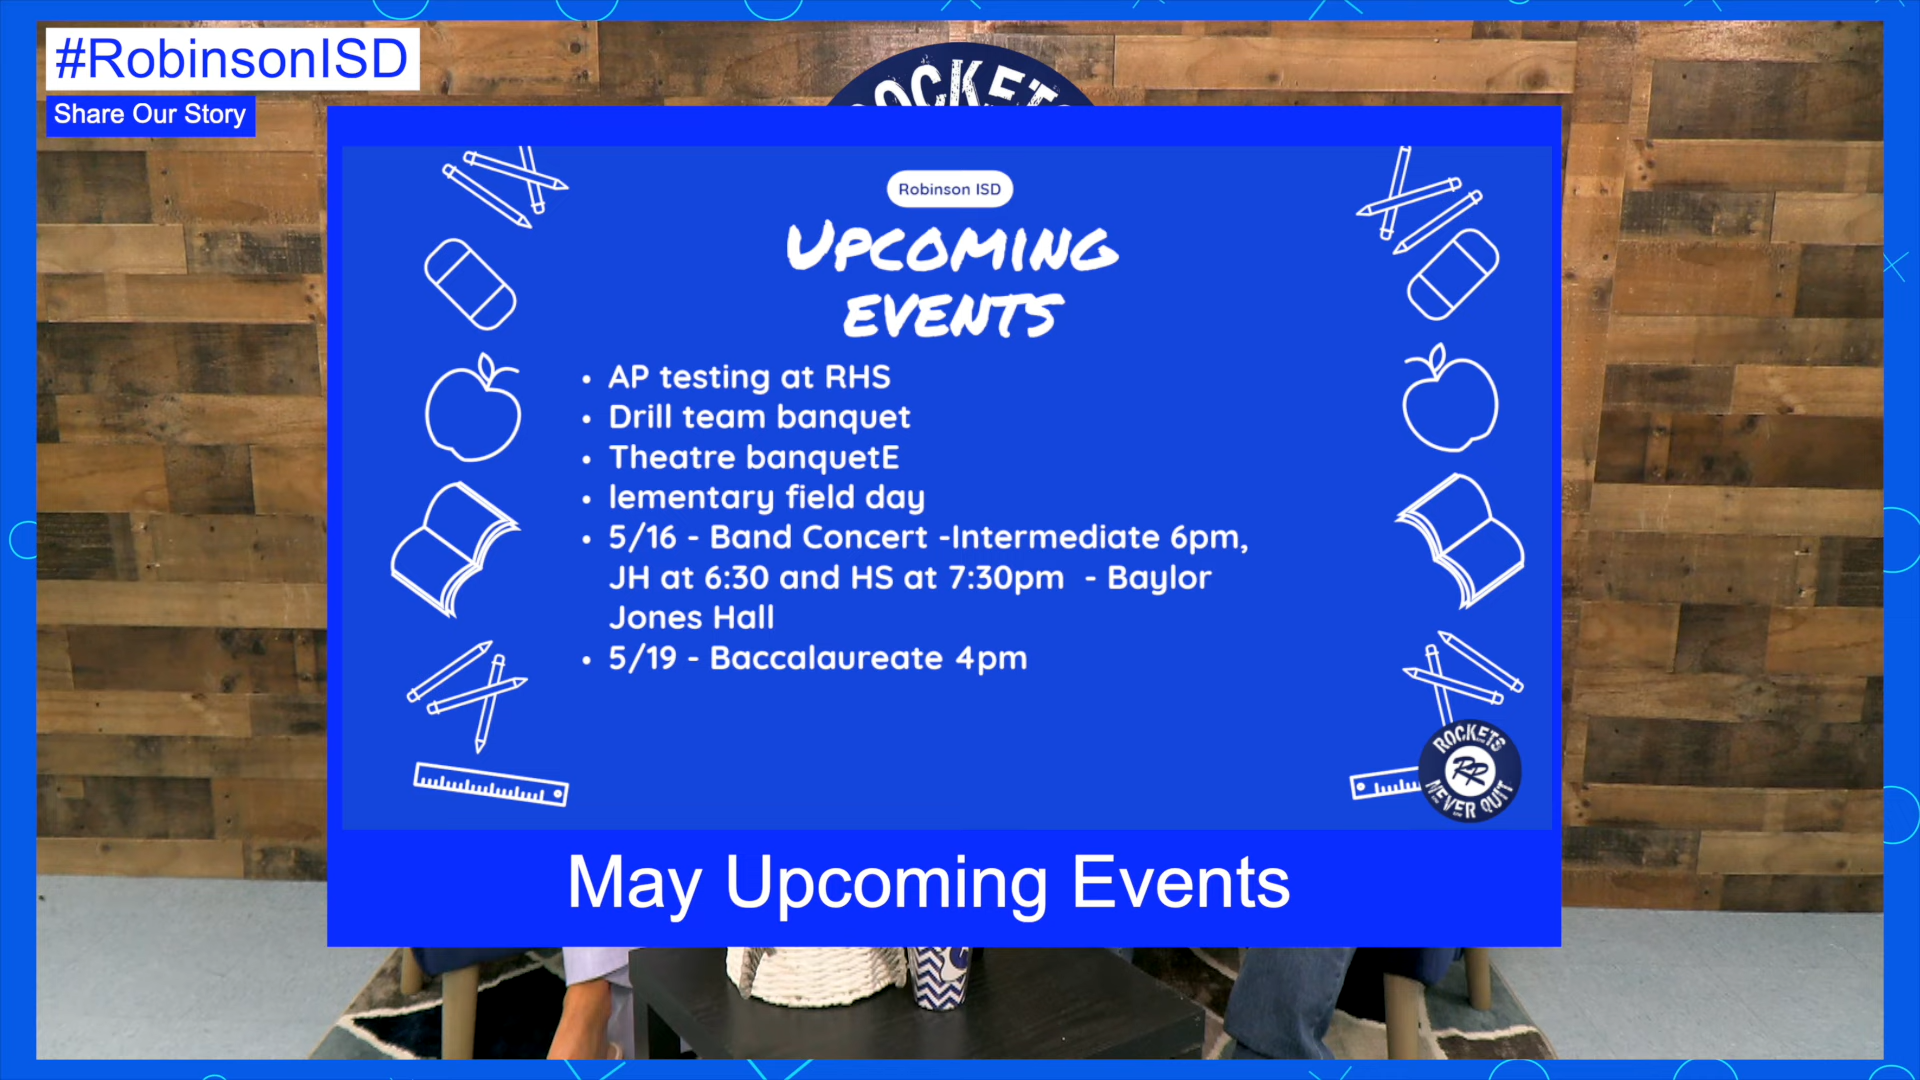 #RobinsonISD
Share Our Story
ROCKETS
Robinson ISD
UPCOMING
EVENTS
• AP testing at RHS
• Drill team banquet
• Theatre banquetE
• lementary field day
• 5/16 - Band Concert -Intermediate 6pm,
JH at 6:30 and HS at 7:30pm - Baylor
Jones Hall
• 5/19 - Baccalaureate 4pm
ROCKETS
RR
NEVER QUIT
May Upcoming Events